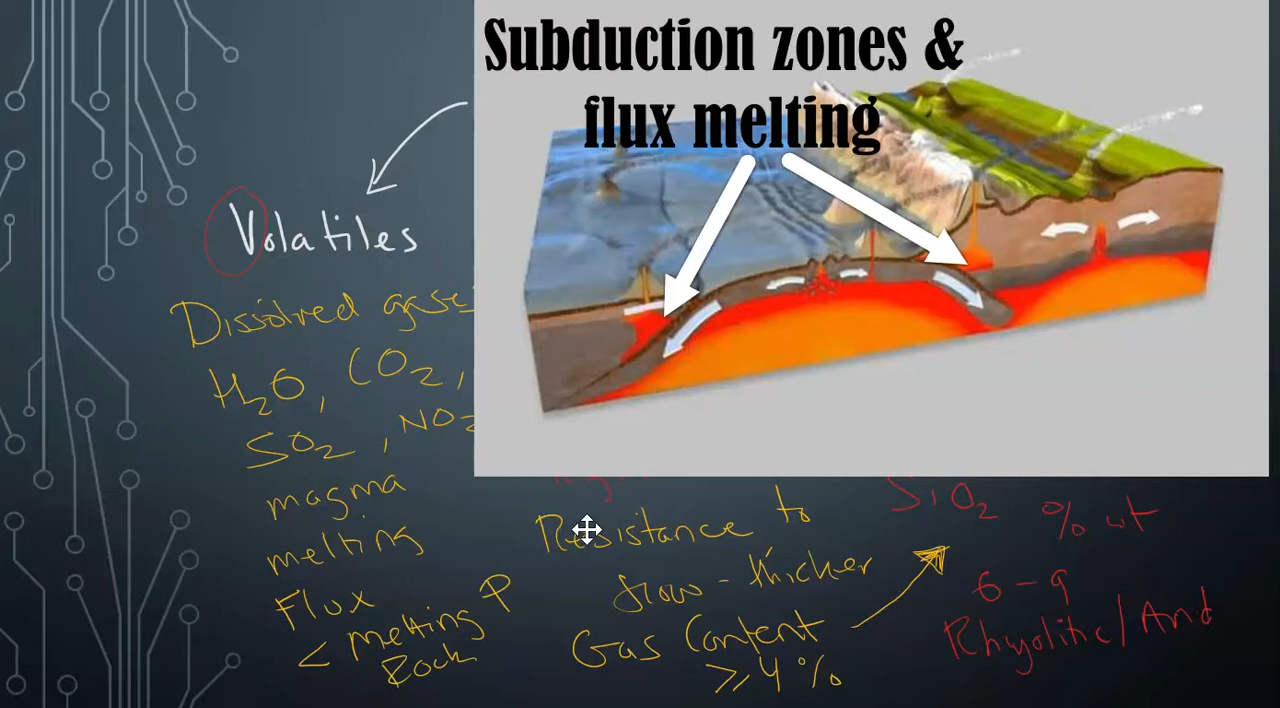 Subduction zones &
flux melting
Volatiles
Dissolved gase
H2O, CO2,
SO2, NO2
magma
melting
Flux
< melting P
Rock
Resistance to
flow - thicker
Gas Content
≥ 4%
SiO2 % wt
6 - 9
Rhyolitic/And